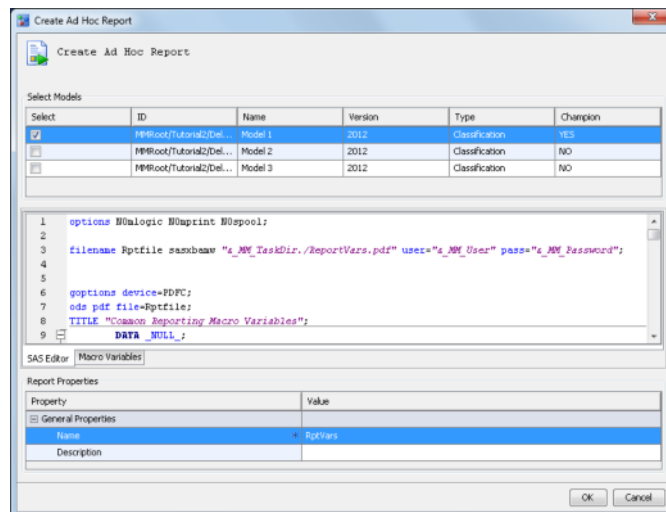 Create Ad Hoc Report
Create Ad Hoc Report
Select Models
Select ID Name Version Type Champion
MMRoot/Tutorial2/Del... Model 1 2012 Classification YES
MMRoot/Tutorial2/Del... Model 2 2012 Classification NO
MMRoot/Tutorial2/Del... Model 3 2012 Classification NO
1 options NOmlogic NOmprint NOspool;
2
3 filename Rptfile sasxbamw "&_MM_TaskDir./ReportVars.pdf" user="&_MM_User" pass="&_MM_Password";
4
5
6 goptions device=PDFC;
7 ods pdf file=Rptfile;
8 TITLE "Common Reporting Macro Variables";
9 DATA _NULL_;
SAS Editor Macro Variables
Report Properties
Property Value
General Properties
Name * RptVars
Description
OK Cancel